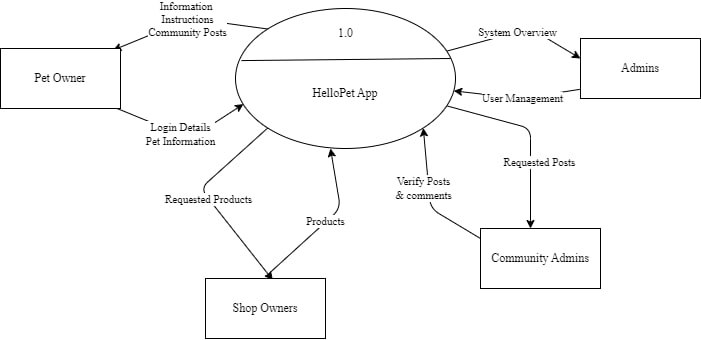 Information
Instructions
Community Posts
1.0
System Overview
Pet Owner
HelloPet App
Admins
User Management
Login Details
Pet Information
Requested Posts
Verify Posts
& comments
Requested Products
Products
Community Admins
Shop Owners